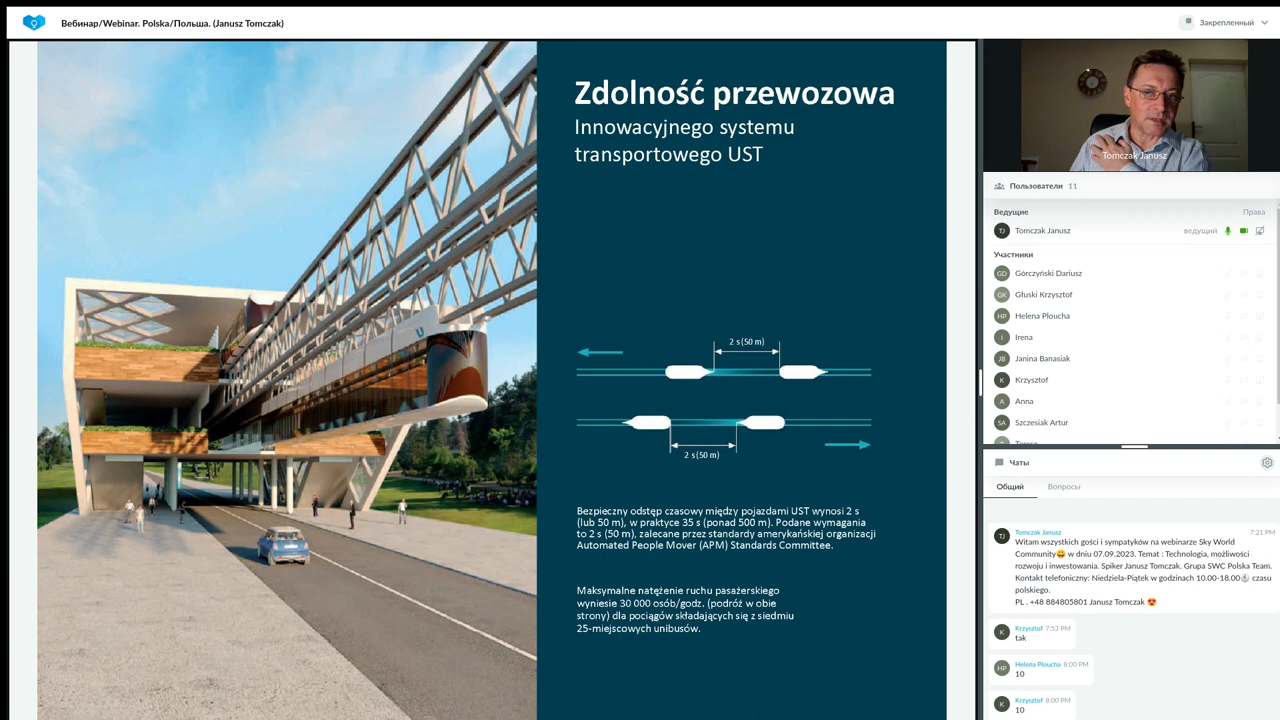 Вебинар/Webinar. Polska/Польша. (Janusz Tomczak)
Закрепленный
Zdolność przewozowa
Innowacyjnego systemu
transportowego UST
2 s (50 m)
2 s (50 m)
Bezpieczny odstęp czasowy między pojazdami UST wynosi 2 s
(lub 50 m), w praktyce 35 s (ponad 500 m). Podane wymagania
to 2 s (50 m), zalecane przez standardy amerykańskiej organizacji
Automated People Mover (APM) Standards Committee.
Maksymalne natężenie ruchu pasażerskiego
wyniesie 30 000 osób/godz. (podróż w obie
strony) dla pociągów składających się z siedmiu
25-miejscowych unibusów.
Tomczak Janusz
Пользователи 11
Ведущие Права
TJ Tomczak Janusz ведущий
Участники
GD Górczyński Dariusz
GK Głuski Krzysztof
HP Helena Ploucha
I Irena
JB Janina Banasiak
K Krzysztof
A Anna
SA Szczesiak Artur
Чаты
Общий Вопросы
TJ Tomczak Janusz 7:21 PM
Witam wszystkich gości i sympatyków na webinarze Sky World
Community😀 w dniu 07.09.2023. Temat : Technologia, możliwości
rozwoju i inwestowania. Spiker Janusz Tomczak. Grupa SWC Polska Team.
Kontakt telefoniczny: Niedziela-Piątek w godzinach 10.00-18.00 czasu
polskiego.
PL . +48 884805801 Janusz Tomczak 😍
K Krzysztof 7:53 PM
tak
HP Helena Ploucha 8:00 PM
10
K Krzysztof 8:00 PM
10